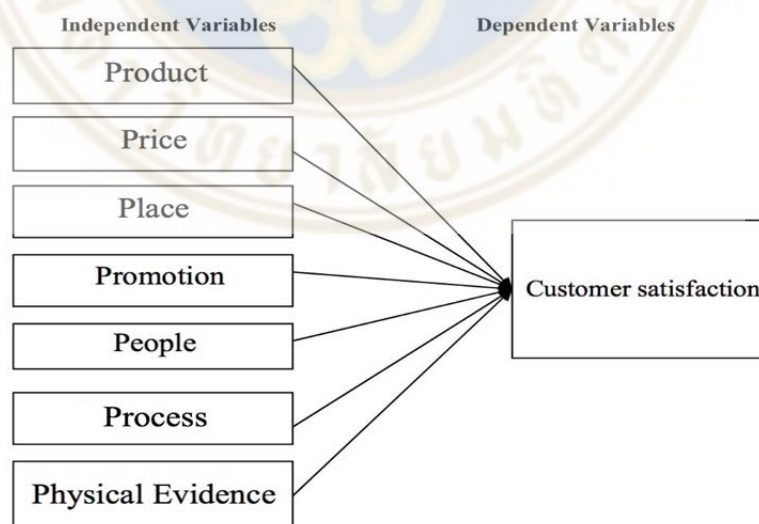 Independent Variables
Dependent Variables
Product
Price
Place
Promotion
People
Process
Physical Evidence
Customer satisfaction